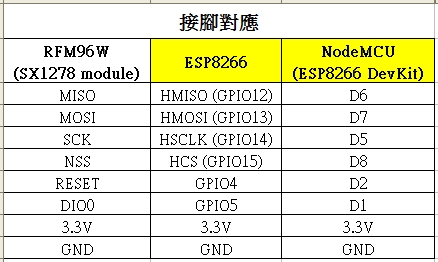 接腳對應
RFM96W (SX1278 module) ESP8266 NodeMCU (ESP8266 DevKit)
MISO HMISO (GPIO12) D6
MOSI HMOSI (GPIO13) D7
SCK HSCLK (GPIO14) D5
NSS HCS (GPIO15) D8
RESET GPIO4 D2
DIO0 GPIO5 D1
3.3V 3.3V 3.3V
GND GND GND